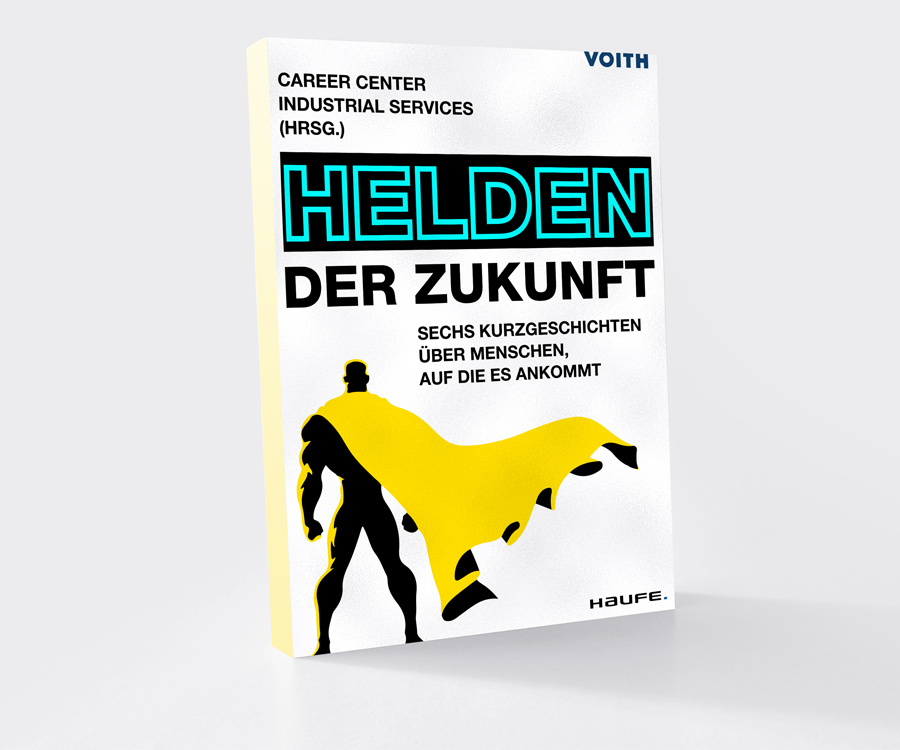 VOITH
CAREER CENTER
INDUSTRIAL SERVICES
(HRSG.)
HELDEN
DER ZUKUNFT
SECHS KURZGESCHICHTEN
ÜBER MENSCHEN,
AUF DIE ES ANKOMMT
HAUFE.